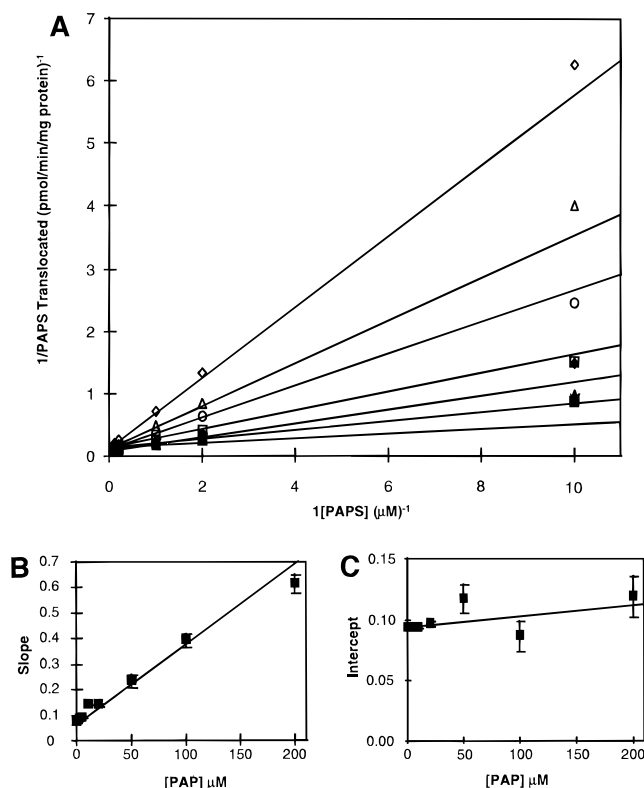 A
7
6
5
4
3
2
1
0
1/PAPS Translocated (pmol/min/mg protein)-1
0 2 4 6 8 10
1[PAPS] (μM)-1
B
0.7
0.6
0.5
0.4
0.3
0.2
0.1
0
Slope
0 50 100 150 200
[PAP] μM
C
0.15
0.10
0.05
0.00
Intercept
0 50 100 150 200
[PAP] μM